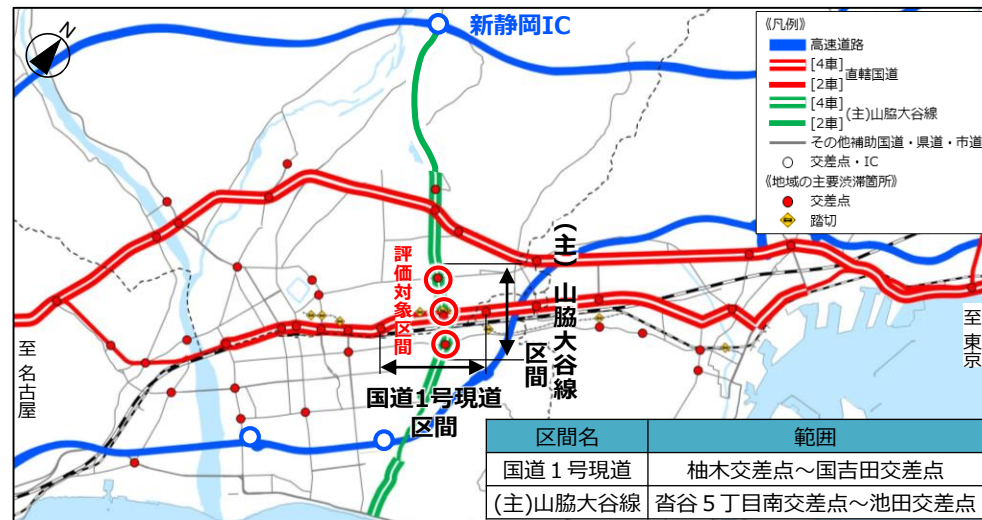 N
新静岡IC
《凡例》
高速道路
[4車]
[2車]
直轄国道
[4車]
[2車]
(主)山脇大谷線
その他補助国道・県道・市道
交差点・IC
《地域の主要渋滞箇所》
交差点
踏切
評価対象区間
(主)山脇大谷線
区間
至 名古屋
至 東京
国道1号現道
区間
区間名 範囲
国道1号現道 柚木交差点~国吉田交差点
(主)山脇大谷線 沓谷5丁目南交差点~池田交差点